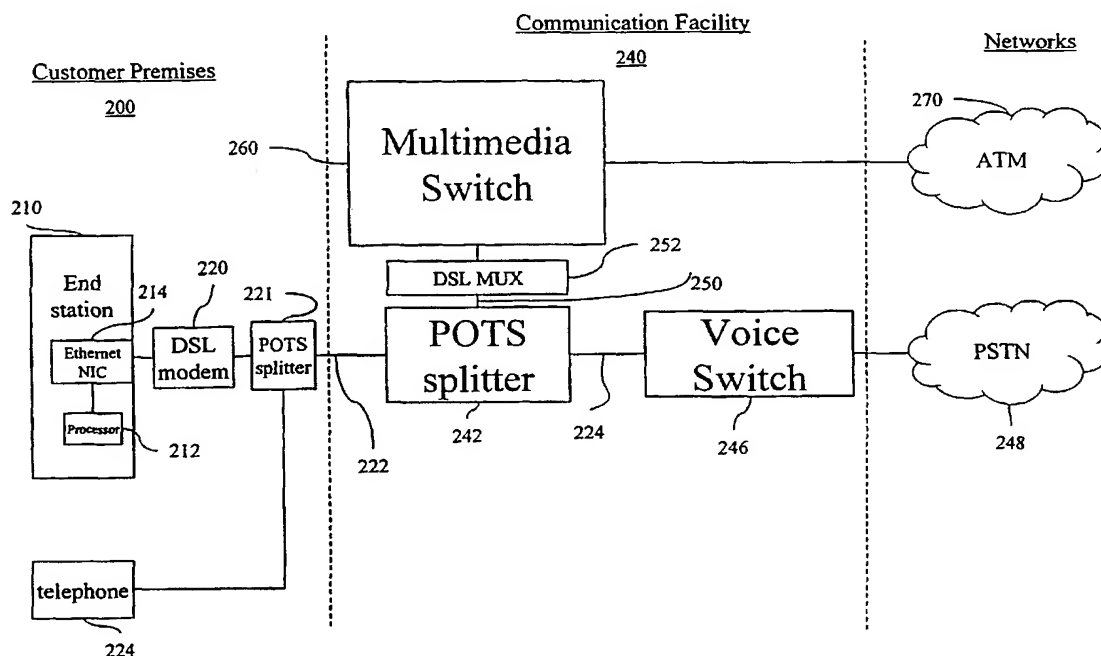 Communication Facility
240
Networks
Customer Premises
200
270
Multimedia
Switch
260
ATM
210
252
DSL MUX
250
End
station
214
220
221
Ethernet
NIC
DSL
modem
POTS
splitter
POTS
splitter
Voice
Switch
PSTN
Processor
212
222
242
224
246
248
telephone
224